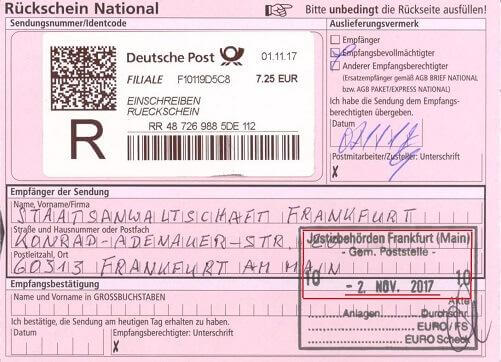 Rückschein National
Bitte unbedingt die Rückseite ausfüllen!
Sendungsnummer/Identcode
Deutsche Post
01.11.17
FILIALE F10119D5C8 7.25 EUR
EINSCHREIBEN
RUECKSCHEIN
R
RR 48 726 988 5DE 112
Auslieferungsvermerk
Empfänger
Empfangsbevollmächtigter
Anderer Empfangsberechtigter
(Ersatzempfänger gemäß AGB BRIEF NATIONAL
bzw. AGB PAKET/EXPRESS NATIONAL)
Ich habe die Sendung dem Empfangs-
berechtigten übergeben.
Datum
Postmitarbeiter/Zusteller: Unterschrift
X
Empfänger der Sendung
Name, Vorname/Firma
STAATSANWALTSCHAFT FRANKFURT
Straße und Hausnummer oder Postfach
KONRAD-ADENAUER-STR.
Postleitzahl, Ort
60313 FRANKFURT AM MAIN
Empfangsbestätigung
Name und Vorname in GROSSBUCHSTABEN
Ich bestätige, die Sendung am heutigen Tag erhalten zu haben.
Datum
Empfangsberechtigter: Unterschrift
X
Justizbehörden Frankfurt (Main)
- Gem. Poststelle -
10 10
- 2. NOV. 2017
Akte
Anlagen Durchschr.
EURO / FS
EURO Scheck